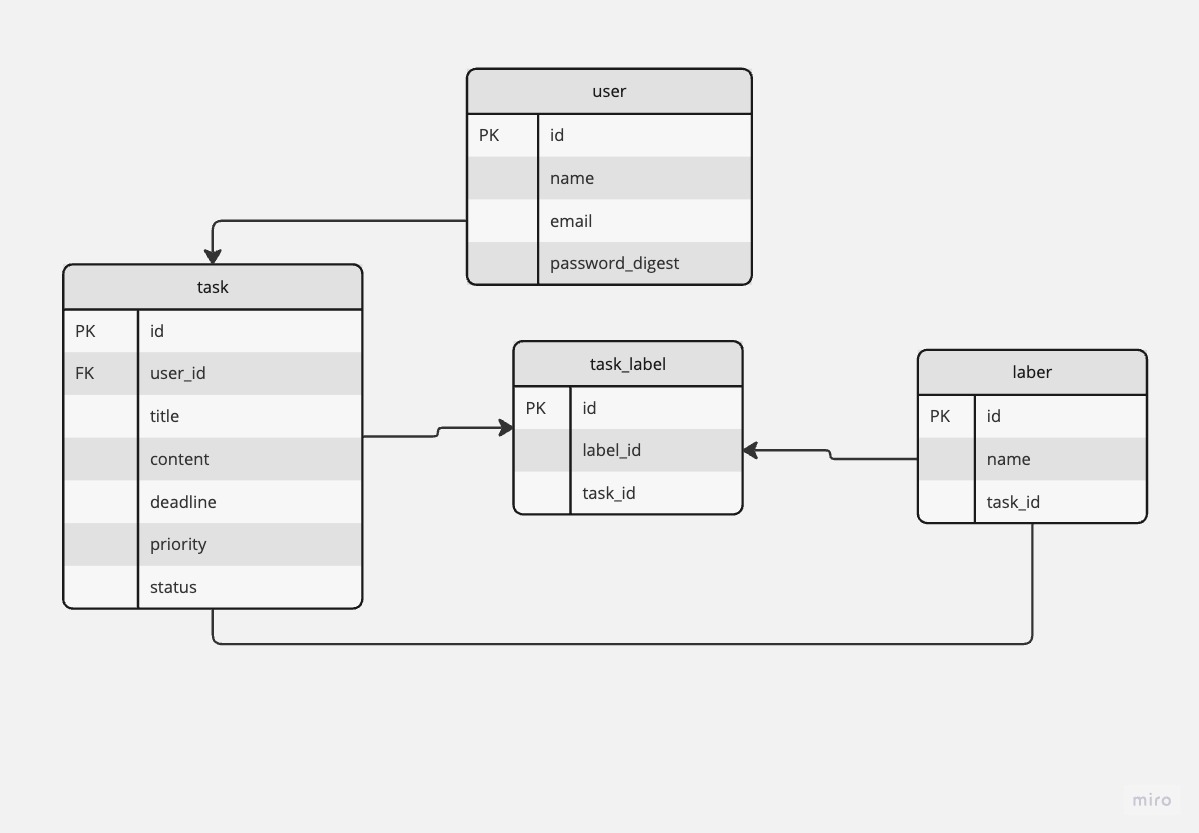 user
PK id
name
email
password_digest
task
PK id
FK user_id
title
content
deadline
priority
status
task_label
PK id
label_id
task_id
laber
PK id
name
task_id
miro